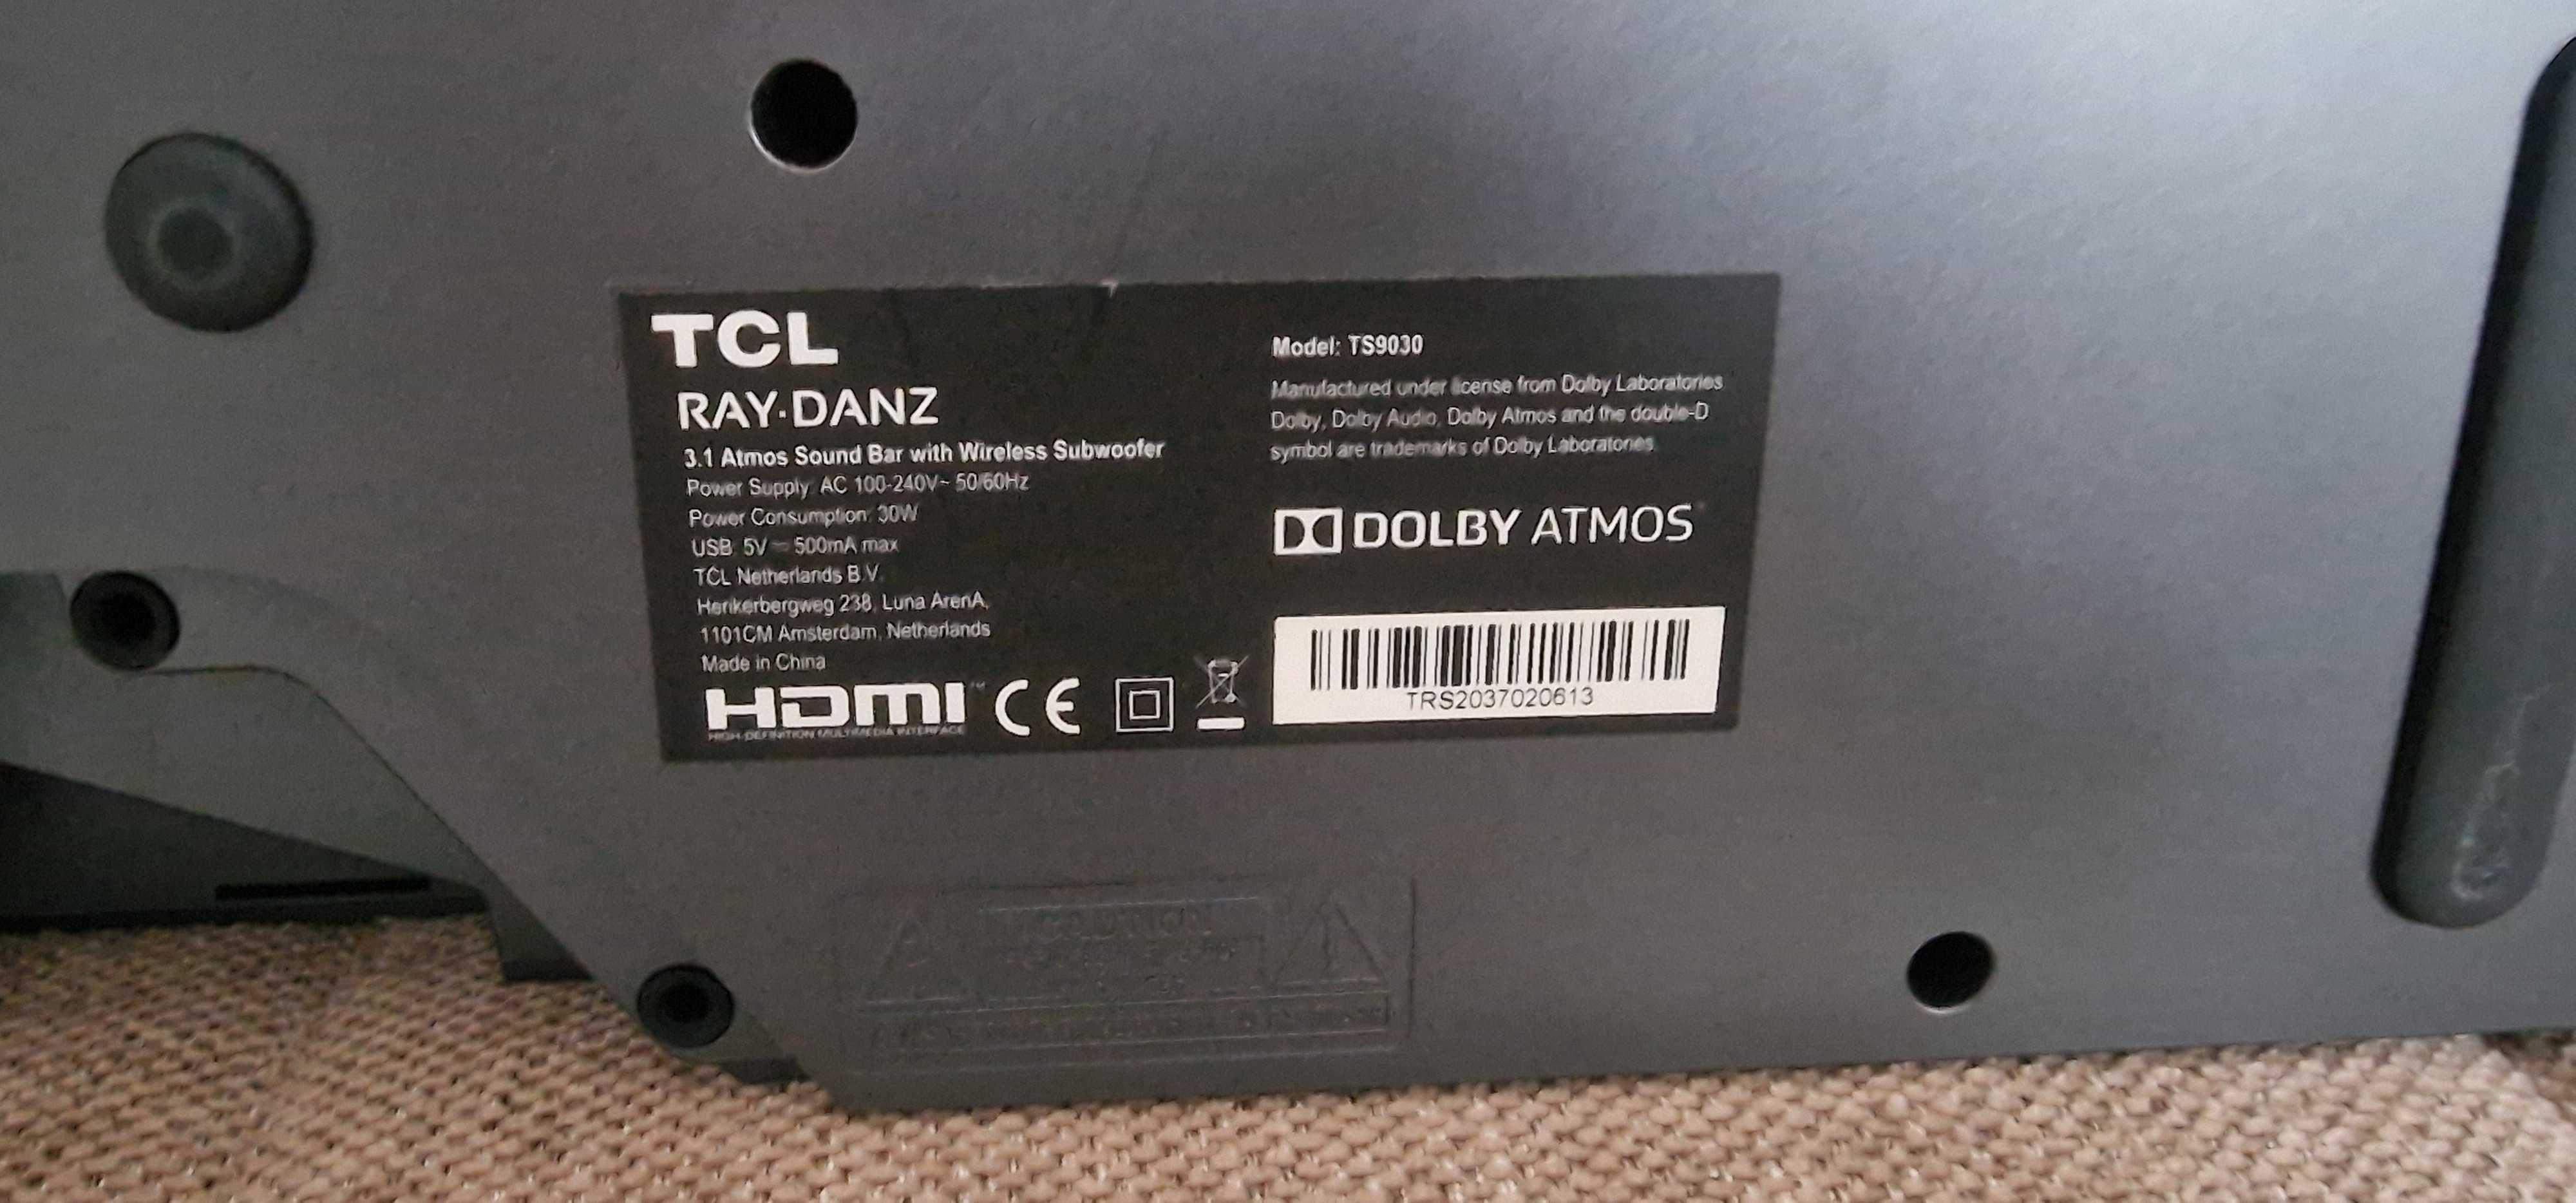 TCL
RAY·DANZ
3.1 Atmos Sound Bar with Wireless Subwoofer
Power Supply: AC 100-240V~ 50/60Hz
Power Consumption: 30W
USB: 5V ⎓ 500mA max
TCL Netherlands B.V.
Herikerbergweg 238, Luna ArenA,
1101CM Amsterdam, Netherlands
Made in China
HDMI™
HIGH-DEFINITION MULTIMEDIA INTERFACE
CE
Model: TS9030
Manufactured under license from Dolby Laboratories
Dolby, Dolby Audio, Dolby Atmos and the double-D
symbol are trademarks of Dolby Laboratories.
DOLBY ATMOS
TRS2037020613
CAUTION